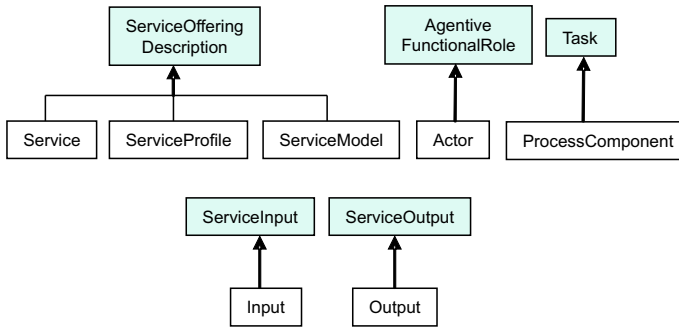 ServiceOffering
Description
Agentive
FunctionalRole
Task
Service
ServiceProfile
ServiceModel
Actor
ProcessComponent
ServiceInput
ServiceOutput
Input
Output